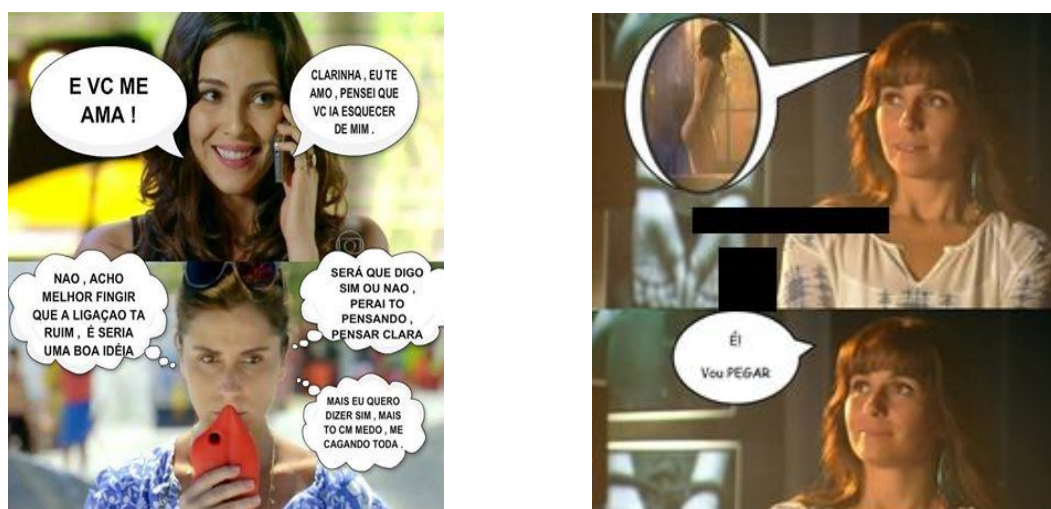 E VC ME
AMA !
CLARINHA , EU TE
AMO , PENSEI QUE
VC IA ESQUECER
DE MIM .
NAO , ACHO
MELHOR FINGIR
QUE A LIGAÇAO TA
RUIM , É SERIA
UMA BOA IDÉIA
SERÁ QUE DIGO
SIM OU NAO ,
PERAI TO
PENSANDO ,
PENSAR CLARA
MAIS EU QUERO
DIZER SIM , MAIS
TO CM MEDO , ME
CAGANDO TODA .
É!
Vou PEGAR